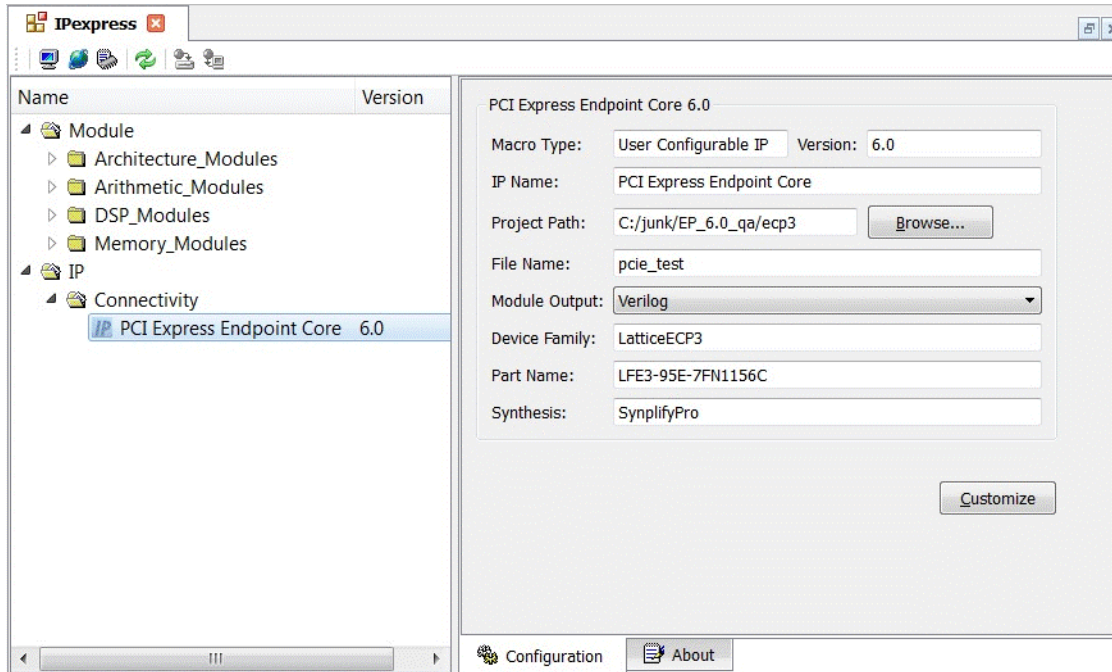 IPexpress
Name Version
Module
Architecture_Modules
Arithmetic_Modules
DSP_Modules
Memory_Modules
IP
Connectivity
IP PCI Express Endpoint Core 6.0
PCI Express Endpoint Core 6.0
Macro Type: User Configurable IP Version: 6.0
IP Name: PCI Express Endpoint Core
Project Path: C:/junk/EP_6.0_qa/ecp3 Browse...
File Name: pcie_test
Module Output: Verilog
Device Family: LatticeECP3
Part Name: LFE3-95E-7FN1156C
Synthesis: SynplifyPro
Customize
Configuration About